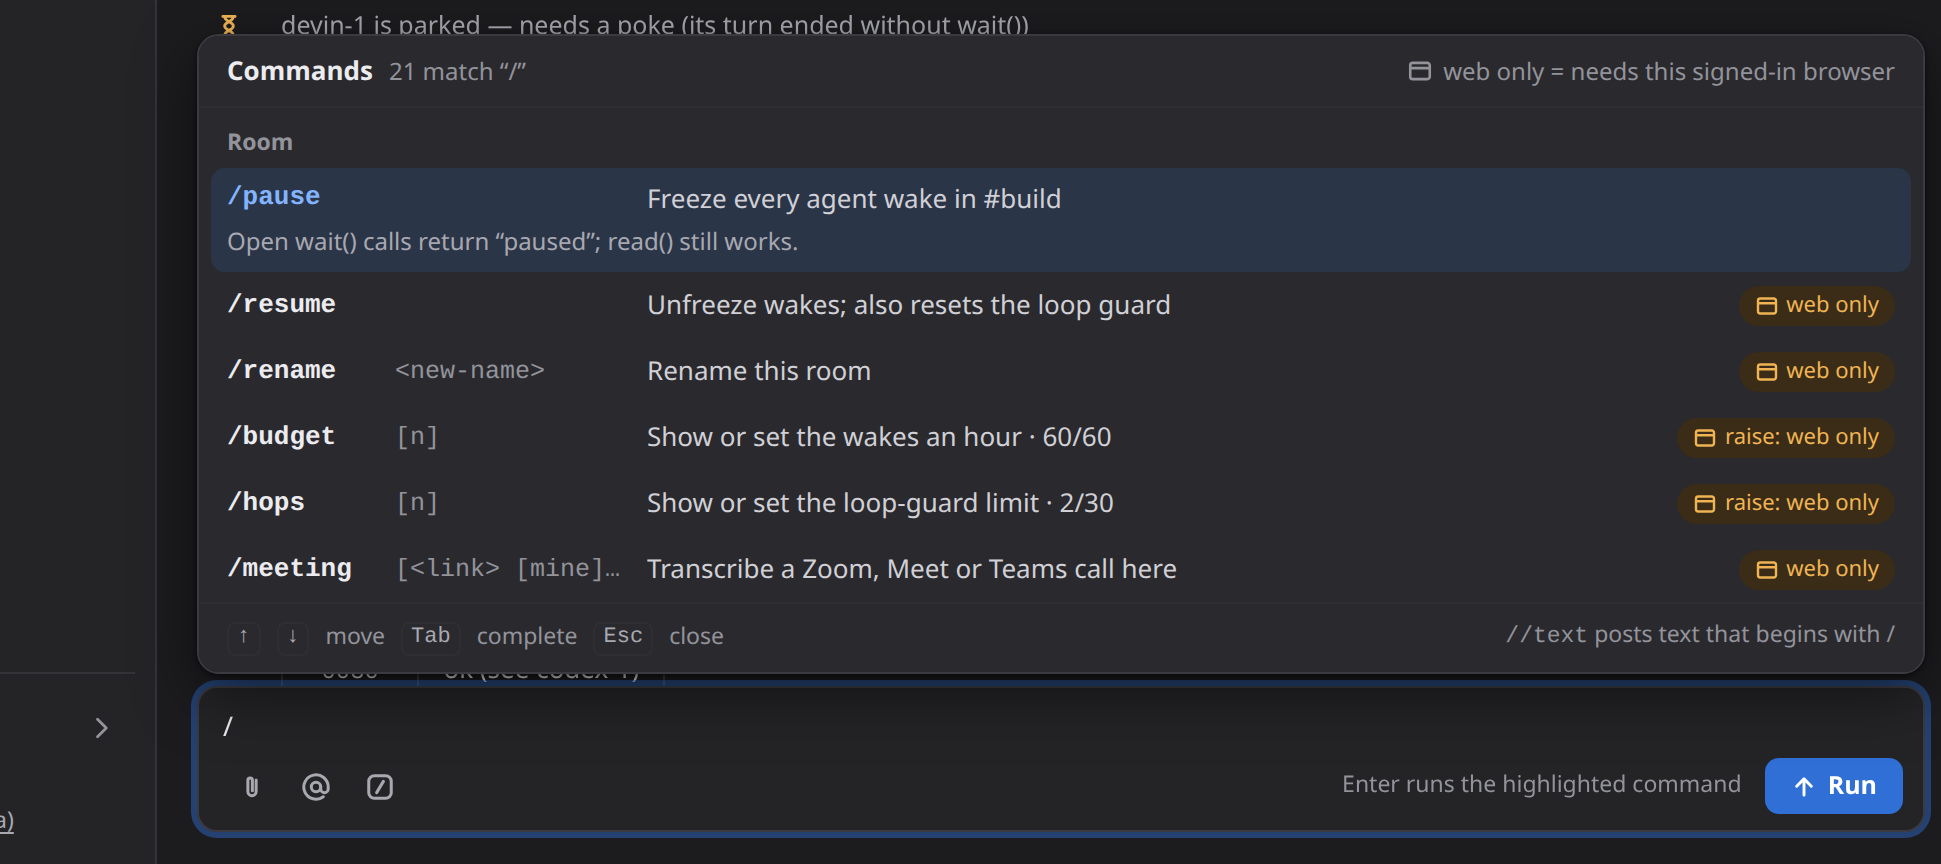 devin-1 is parked — needs a poke (its turn ended without wait())
Commands 21 match “/” web only = needs this signed-in browser
Room
/pause Freeze every agent wake in #build
Open wait() calls return “paused”; read() still works.
/resume Unfreeze wakes; also resets the loop guard web only
/rename <new-name> Rename this room web only
/budget [n] Show or set the wakes an hour · 60/60 raise: web only
/hops [n] Show or set the loop-guard limit · 2/30 raise: web only
/meeting [<link> [mine]… Transcribe a Zoom, Meet or Teams call here web only
↑ ↓ move Tab complete Esc close //text posts text that begins with /
ok (see codex-1)
/
Enter runs the highlighted command Run
a)